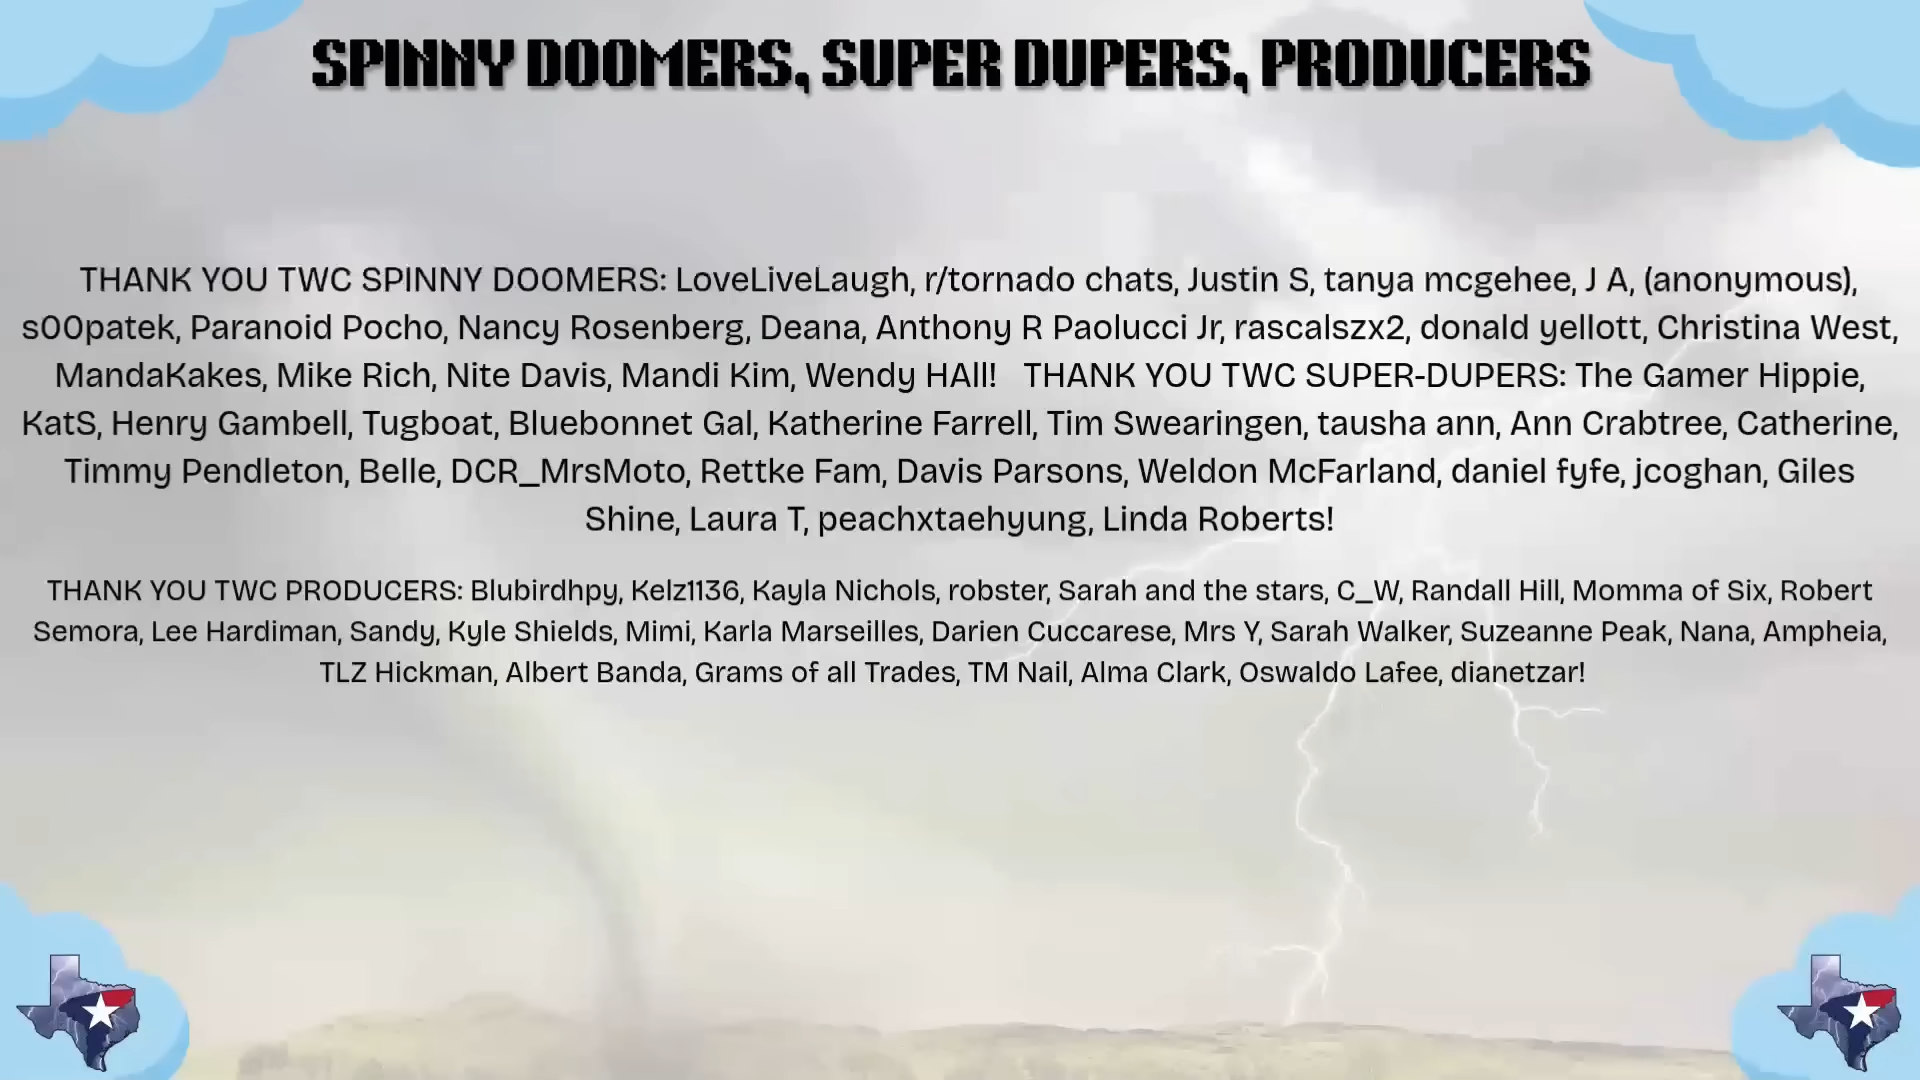 SPINNY DOOMERS, SUPER DUPERS, PRODUCERS
THANK YOU TWC SPINNY DOOMERS: LoveLiveLaugh, r/tornado chats, Justin S, tanya mcgehee, J A, (anonymous),
s00patek, Paranoid Pocho, Nancy Rosenberg, Deana, Anthony R Paolucci Jr, rascalszx2, donald yellott, Christina West,
MandaKakes, Mike Rich, Nite Davis, Mandi Kim, Wendy HAll!   THANK YOU TWC SUPER-DUPERS: The Gamer Hippie,
KatS, Henry Gambell, Tugboat, Bluebonnet Gal, Katherine Farrell, Tim Swearingen, tausha ann, Ann Crabtree, Catherine,
Timmy Pendleton, Belle, DCR_MrsMoto, Rettke Fam, Davis Parsons, Weldon McFarland, daniel fyfe, jcoghan, Giles
Shine, Laura T, peachxtaehyung, Linda Roberts!
THANK YOU TWC PRODUCERS: Blubirdhpy, Kelz1136, Kayla Nichols, robster, Sarah and the stars, C_W, Randall Hill, Momma of Six, Robert
Semora, Lee Hardiman, Sandy, Kyle Shields, Mimi, Karla Marseilles, Darien Cuccarese, Mrs Y, Sarah Walker, Suzeanne Peak, Nana, Ampheia,
TLZ Hickman, Albert Banda, Grams of all Trades, TM Nail, Alma Clark, Oswaldo Lafee, dianetzar!